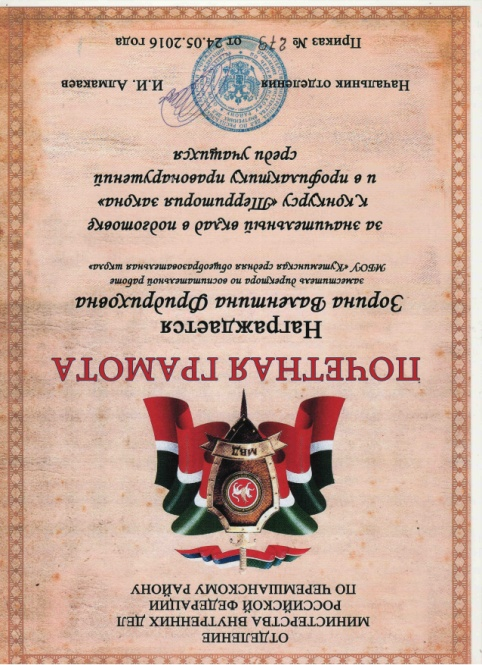 ОТДЕЛЕНИЕ
МИНИСТЕРСТВА ВНУТРЕННИХ ДЕЛ
РОССИЙСКОЙ ФЕДЕРАЦИИ
ПО ЧЕРЕМШАНСКОМУ РАЙОНУ
МВД
ПОЧЕТНАЯ ГРАМОТА
Награждается
Зорина Валентина Фридриховна
заместитель директора по воспитательной работе
МБОУ «Кутеминская средняя общеобразовательная школа»
за значительный вклад в подготовке
к конкурсу «Территория закона»
и в профилактику правонарушений
среди учащихся
Начальник отделения И.И. Алмакаев
Приказ № 279 от 24.05.2016 года